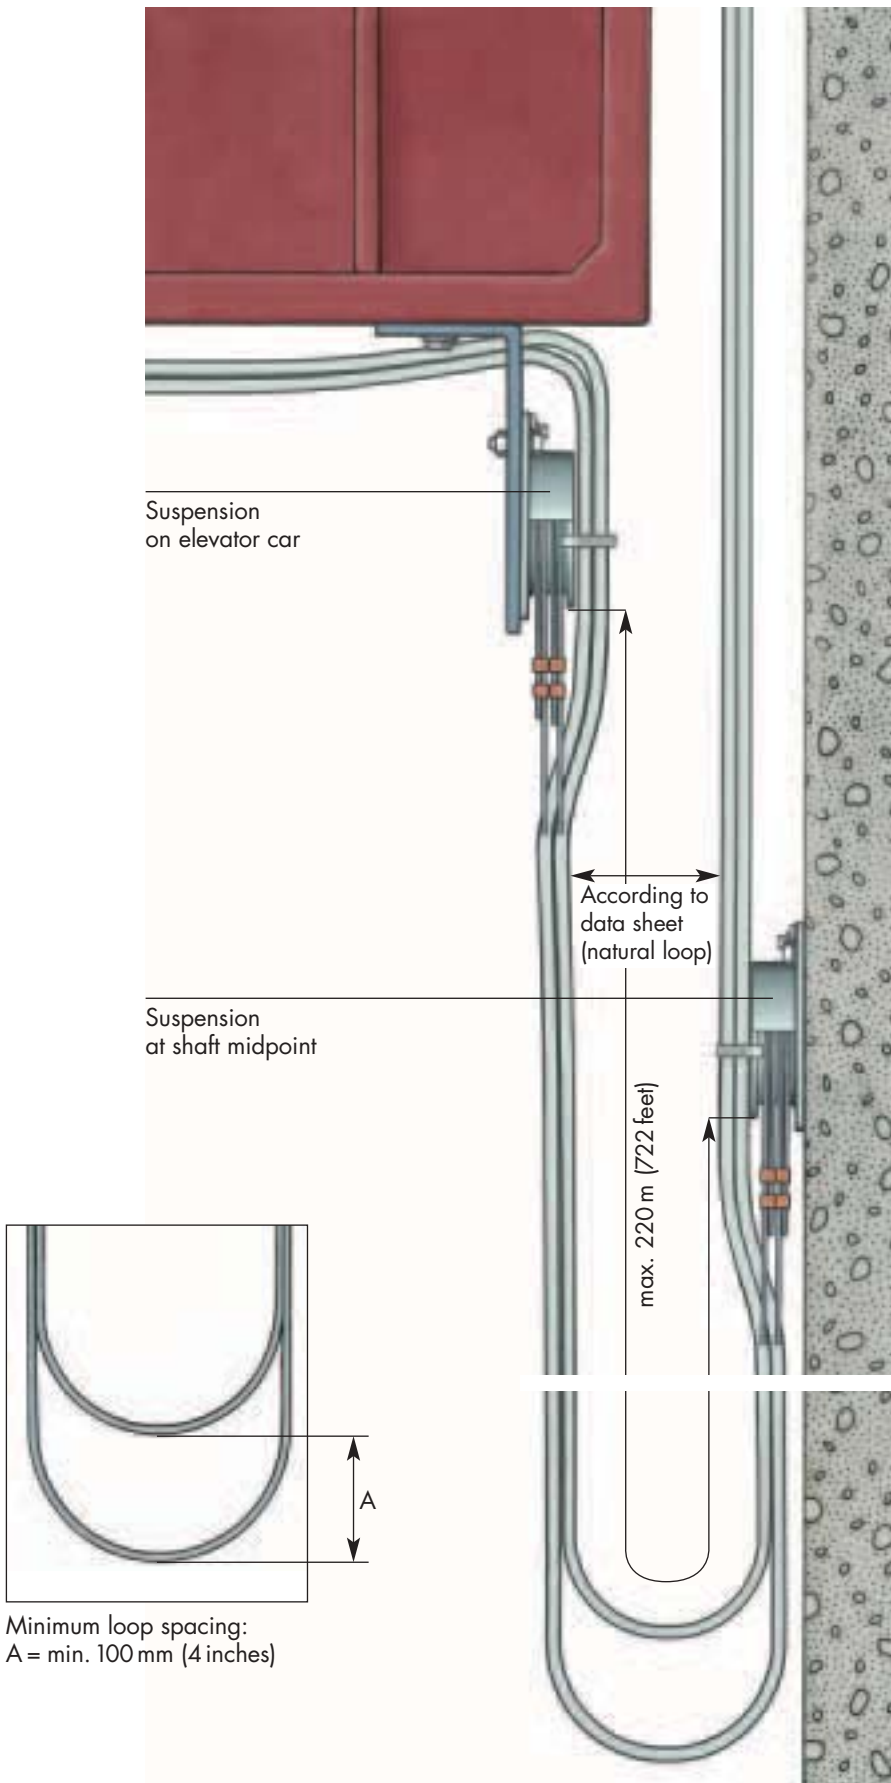 Suspension
on elevator car
According to
data sheet
(natural loop)
Suspension
at shaft midpoint
max. 220 m (722 feet)
A
Minimum loop spacing:
A = min. 100 mm (4 inches)